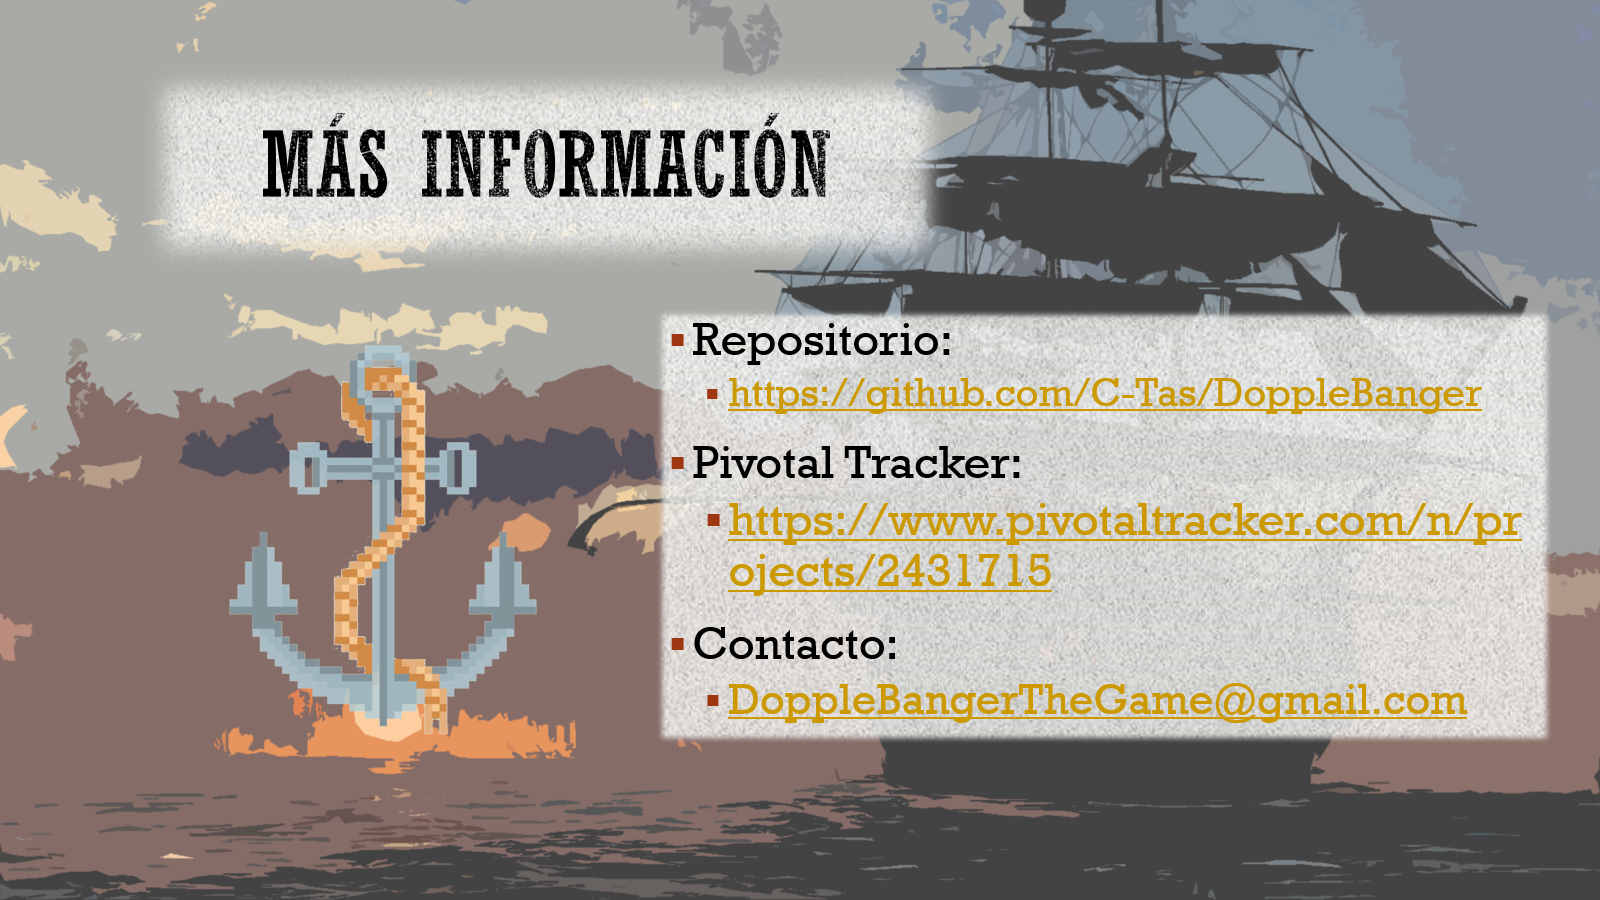 MÁS INFORMACIÓN
Repositorio:
https://github.com/C-Tas/DoppleBanger
Pivotal Tracker:
https://www.pivotaltracker.com/n/pr
ojects/2431715
Contacto:
DoppleBangerTheGame@gmail.com